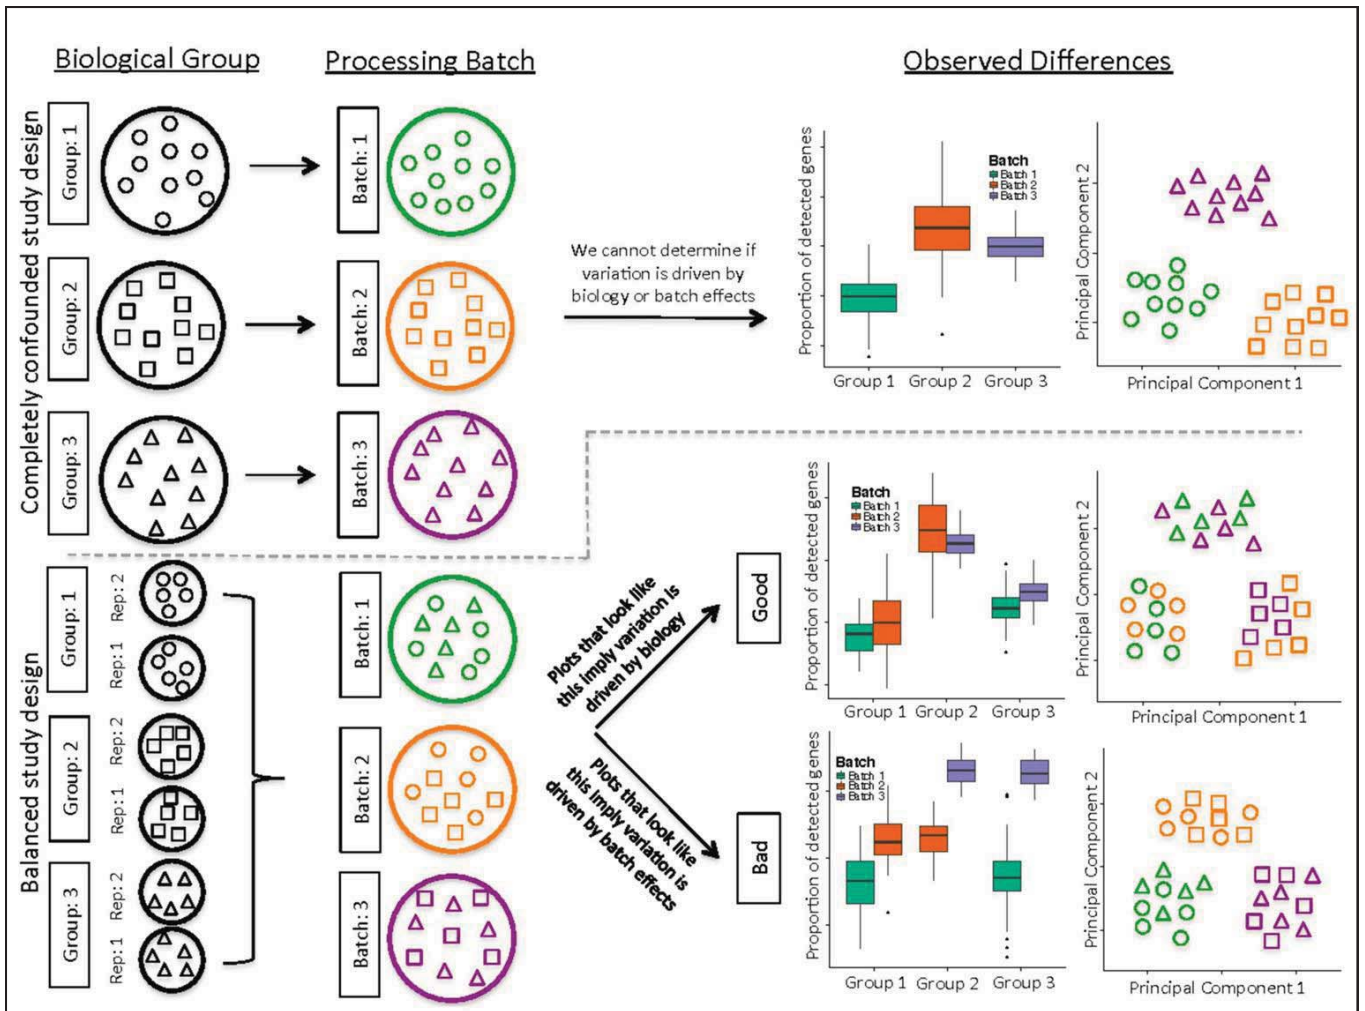 Biological Group
Processing Batch
Observed Differences
Completely confounded study design
Group: 1
Batch: 1
Group: 2
Batch: 2
Group: 3
Batch: 3
We cannot determine if
variation is driven by
biology or batch effects
Proportion of detected genes
Batch
Batch 1
Batch 2
Batch 3
Group 1
Group 2
Group 3
Principal Component 2
Principal Component 1
Balanced study design
Group: 1
Rep: 2
Rep: 1
Group: 2
Rep: 2
Rep: 1
Group: 3
Rep: 2
Rep: 1
Batch: 1
Batch: 2
Batch: 3
Plots that look like
this imply variation is
driven by biology
Good
Proportion of detected genes
Batch
Batch 1
Batch 2
Batch 3
Group 1
Group 2
Group 3
Principal Component 2
Principal Component 1
Plots that look like
this imply variation is
driven by batch effects
Bad
Proportion of detected genes
Batch
Batch 1
Batch 2
Batch 3
Group 1
Group 2
Group 3
Principal Component 2
Principal Component 1